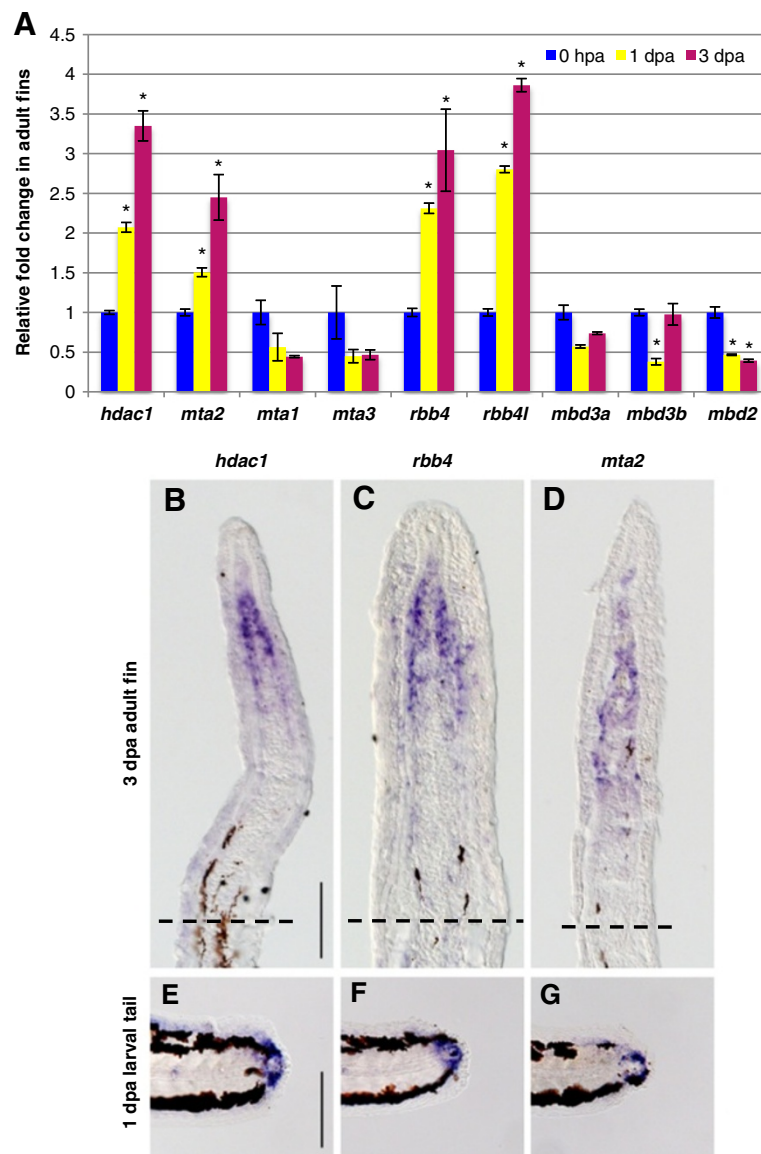 A
4.5
4
3.5
3
2.5
2
1.5
1
0.5
0
Relative fold change in adult fins
0 hpa 1 dpa 3 dpa
* * * * * * * * * * *
hdac1 mta2 mta1 mta3 rbb4 rbb4l mbd3a mbd3b mbd2
hdac1 rbb4 mta2
B C D
3 dpa adult fin
E F G
1 dpa larval tail